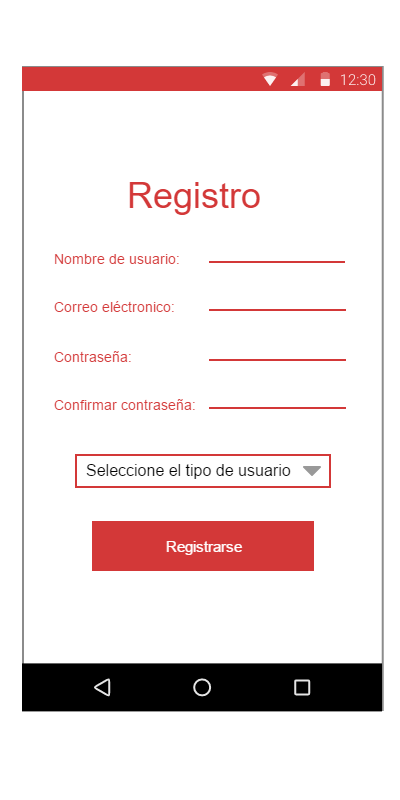 12:30
Registro
Nombre de usuario:
Correo eléctronico:
Contraseña:
Confirmar contraseña:
Seleccione el tipo de usuario
Registrarse